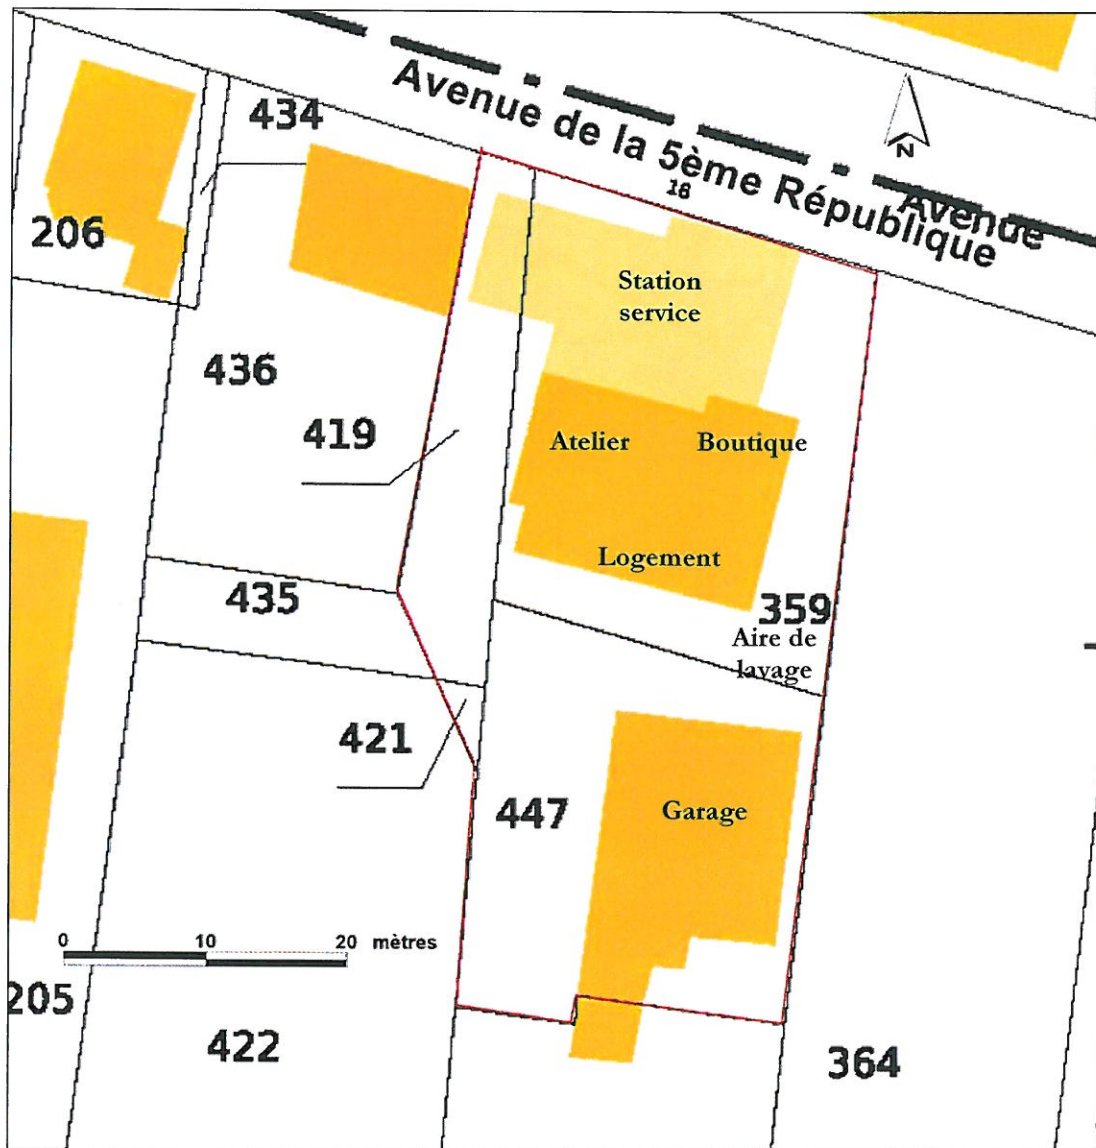 Avenue de la 5ème République
Avenue
18
434
206
N
Station
service
436
419
Atelier
Boutique
Logement
435
359
Aire de
lavage
421
447
Garage
0 10 20 mètres
205
422
364